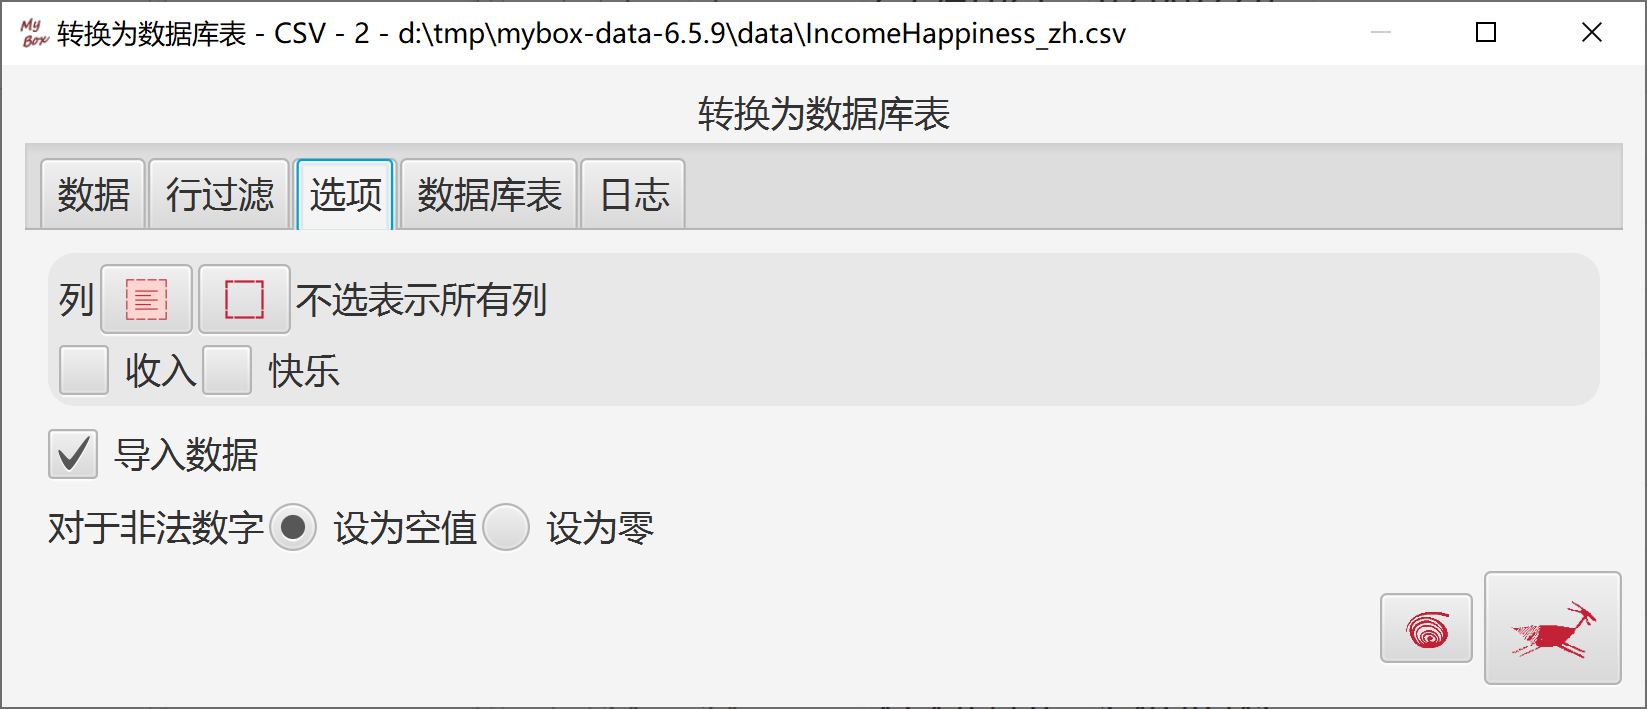 My Box 转换为数据库表 - CSV - 2 - d:\tmp\mybox-data-6.5.9\data\IncomeHappiness_zh.csv
转换为数据库表
数据 行过滤 选项 数据库表 日志
列 不选表示所有列
收入 快乐
导入数据
对于非法数字 设为空值 设为零